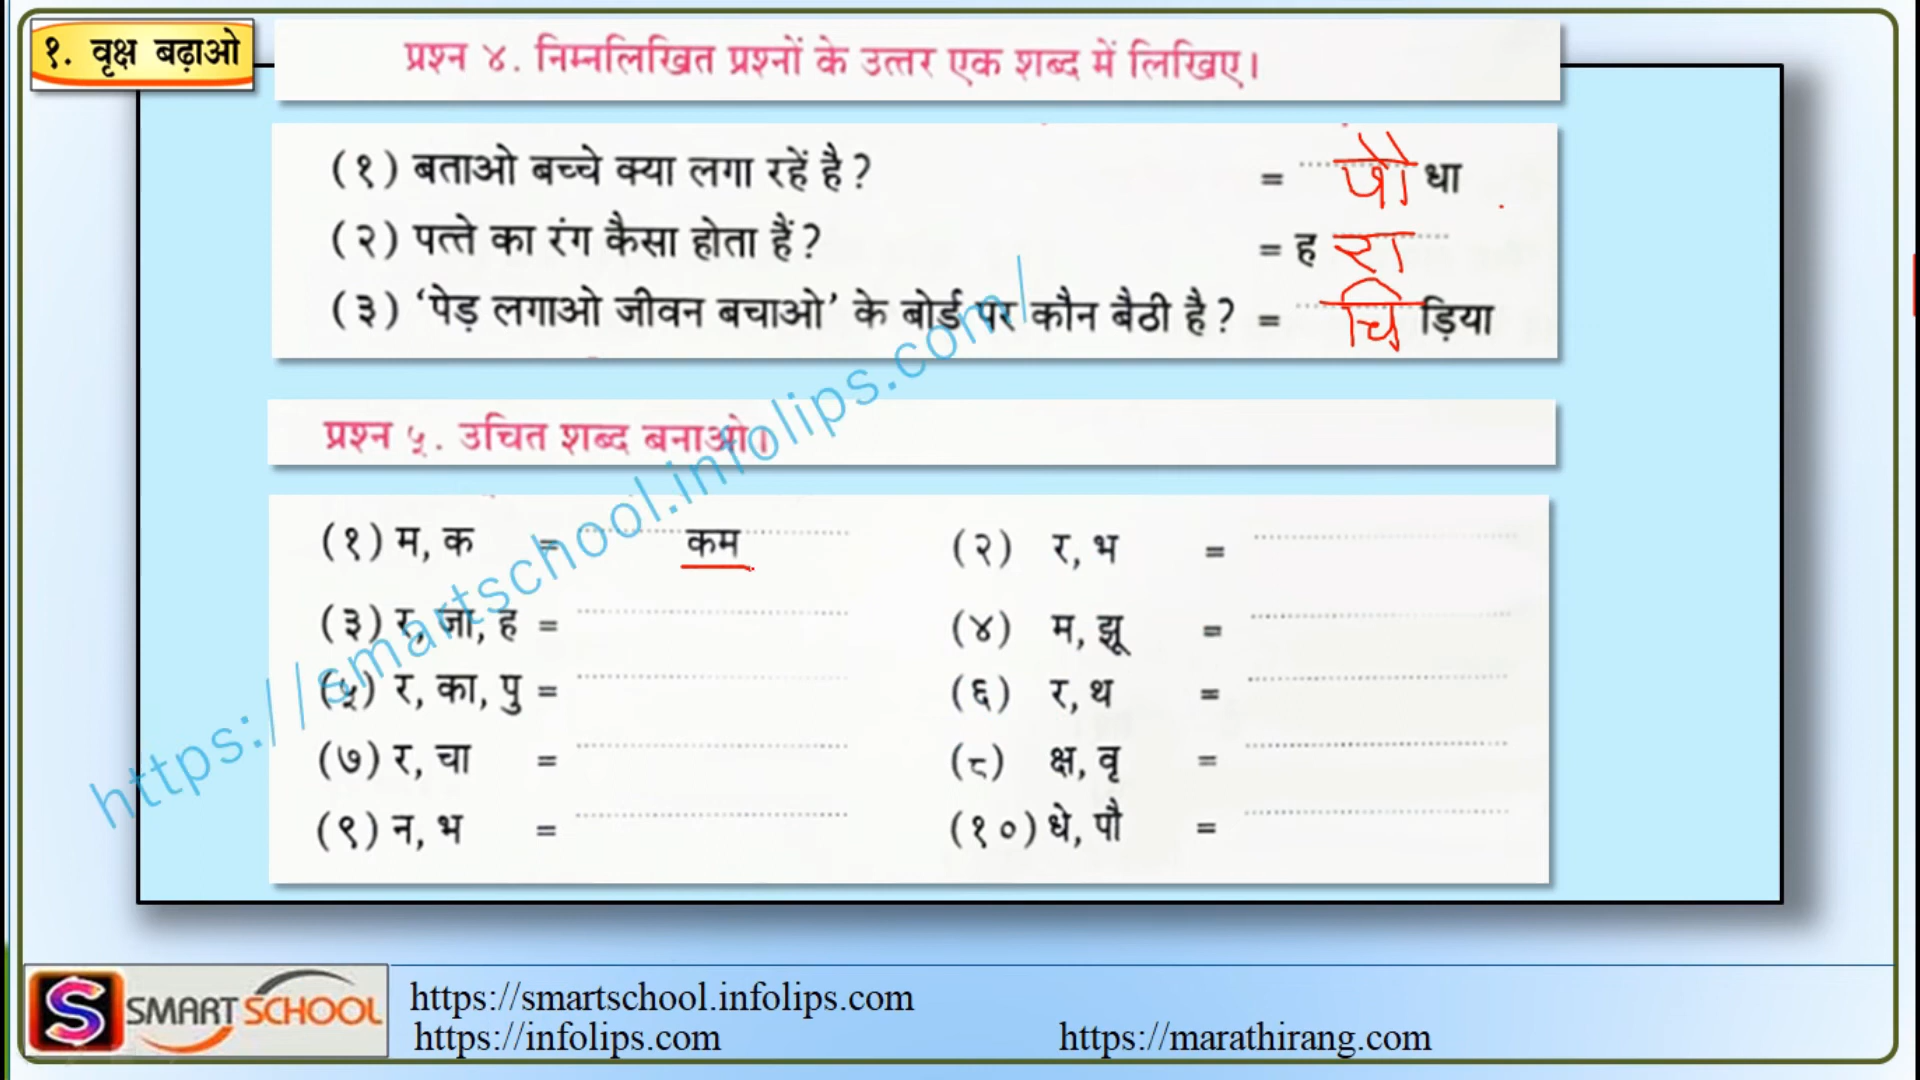 १. वृक्ष बढ़ाओ
प्रश्न ४. निम्नलिखित प्रश्नों के उत्तर एक शब्द में लिखिए।
(१) बताओ बच्चे क्या लगा रहें है? = पौधा
(२) पत्ते का रंग कैसा होता हैं? = हरा
(३) ‘पेड़ लगाओ जीवन बचाओ’ के बोर्ड पर कौन बैठी है? = चिड़िया
प्रश्न ५. उचित शब्द बनाओ।
(१) म, क = कम (२) र, भ =
(३) र, जा, ह = (४) म, झू =
(५) र, का, पु = (६) र, थ =
(७) र, चा = (८) क्ष, वृ =
(९) न, भ = (१०) धे, पौ =
https://smartschool.infolips.com/
SMART SCHOOL
https://smartschool.infolips.com
https://infolips.com https://marathirang.com